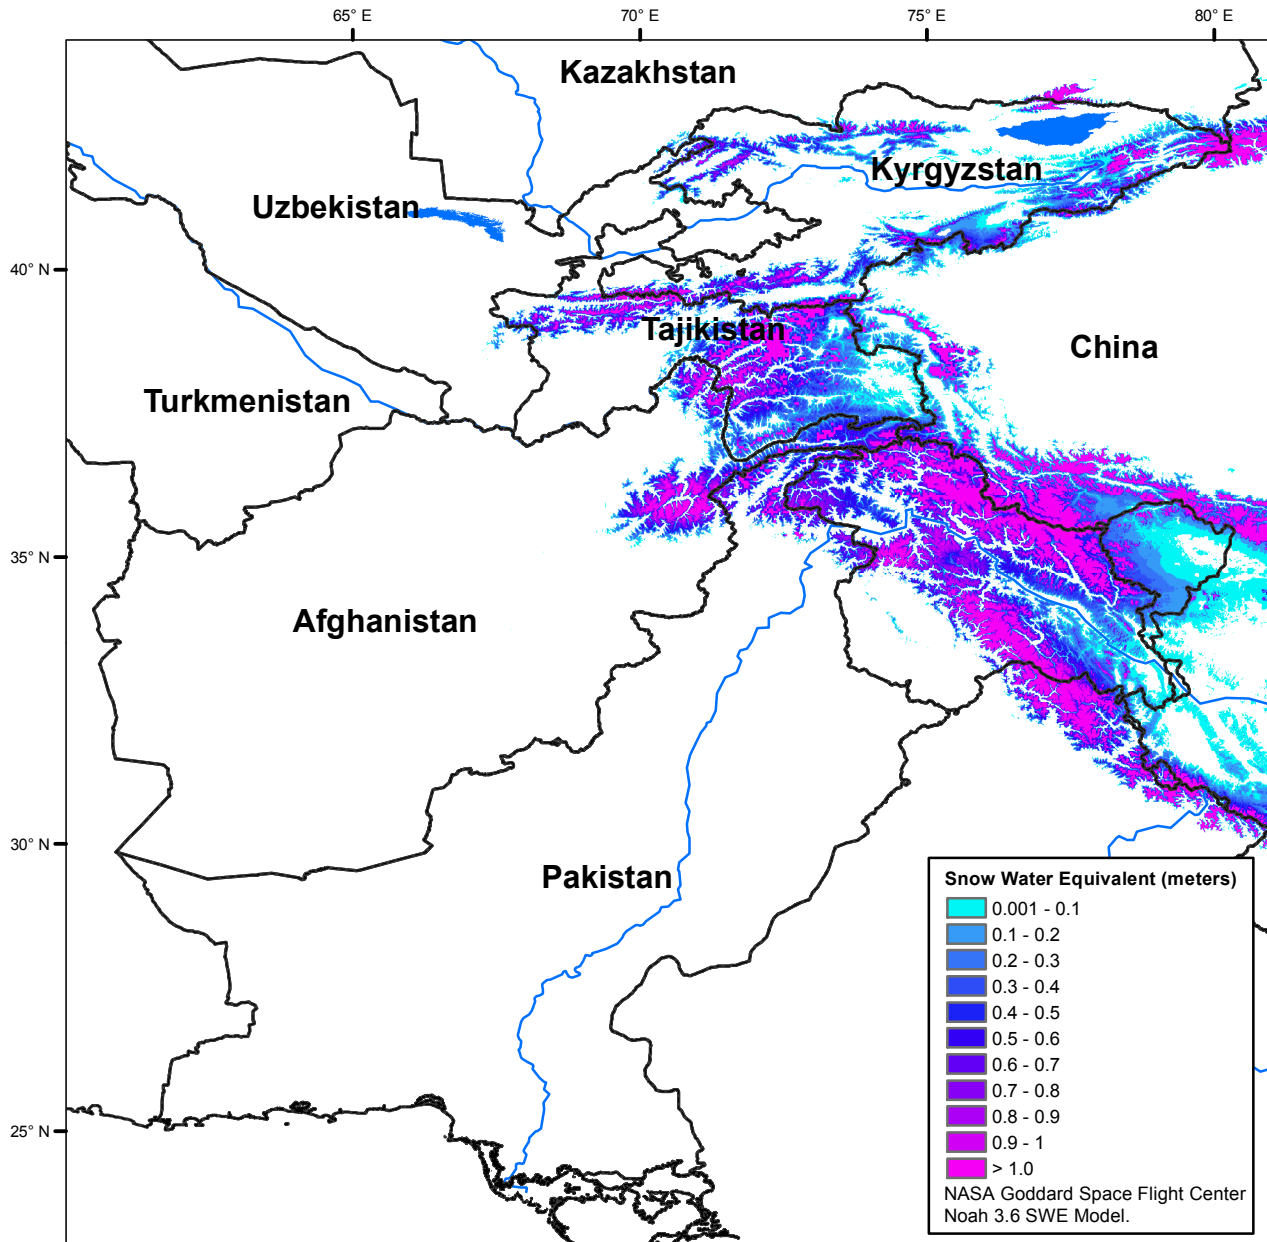 65° E
70° E
75° E
80° E
Kazakhstan
Kyrgyzstan
Uzbekistan
40° N
Tajikistan
China
Turkmenistan
35° N
Afghanistan
30° N
Pakistan
25° N
Snow Water Equivalent (meters)
0.001 - 0.1
0.1 - 0.2
0.2 - 0.3
0.3 - 0.4
0.4 - 0.5
0.5 - 0.6
0.6 - 0.7
0.7 - 0.8
0.8 - 0.9
0.9 - 1
> 1.0
NASA Goddard Space Flight Center
Noah 3.6 SWE Model.